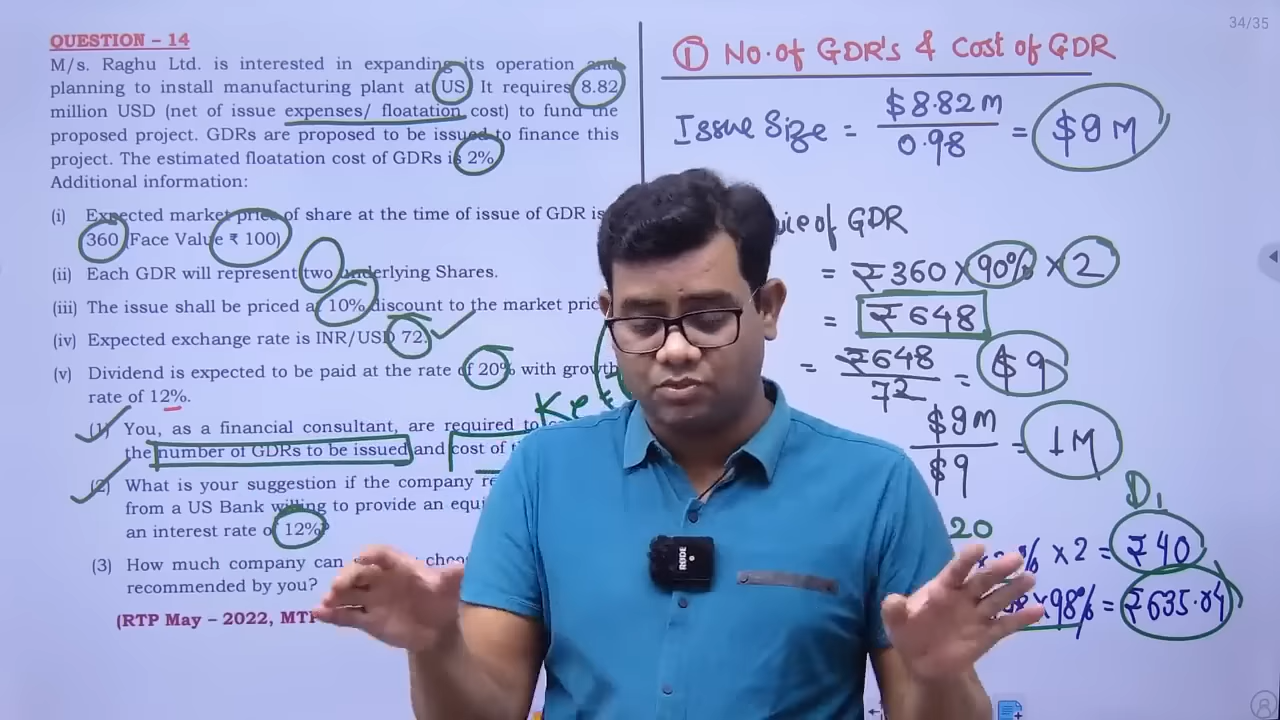 34/35
QUESTION – 14
M/s. Raghu Ltd. is interested in expanding its operation and
planning to install manufacturing plant at US It requires 8.82
million USD (net of issue expenses/ floatation cost) to fund the
proposed project. GDRs are proposed to be issued to finance this
project. The estimated floatation cost of GDRs is 2%
Additional information:
(i) Expected market price of share at the time of issue of GDR is
360 (Face Value ₹ 100)
(ii) Each GDR will represent two underlying Shares.
(iii) The issue shall be priced at 10% discount to the market
(iv) Expected exchange rate is INR/USD 72.
(v) Dividend is expected to be paid at the rate of 20% with growth
rate of 12%.
(1) You, as a financial consultant, are required to
the number of GDRs to be issued and cost of
(2) What is your suggestion if the company
from a US Bank willing to provide an
an interest rate of 12%?
(3) How much company can
recommended by you?
(RTP May – 2022,
① No. of GDR's & Cost of GDR
Issue Size = $8.82M / 0.98 = $9M
of GDR
= ₹360 × 90% × 2
= ₹648
= ₹648 / 72 = $9
$9M / $9 = 1M
D₁
20
× 2 = ₹40
×98% = ₹635.04
RODE